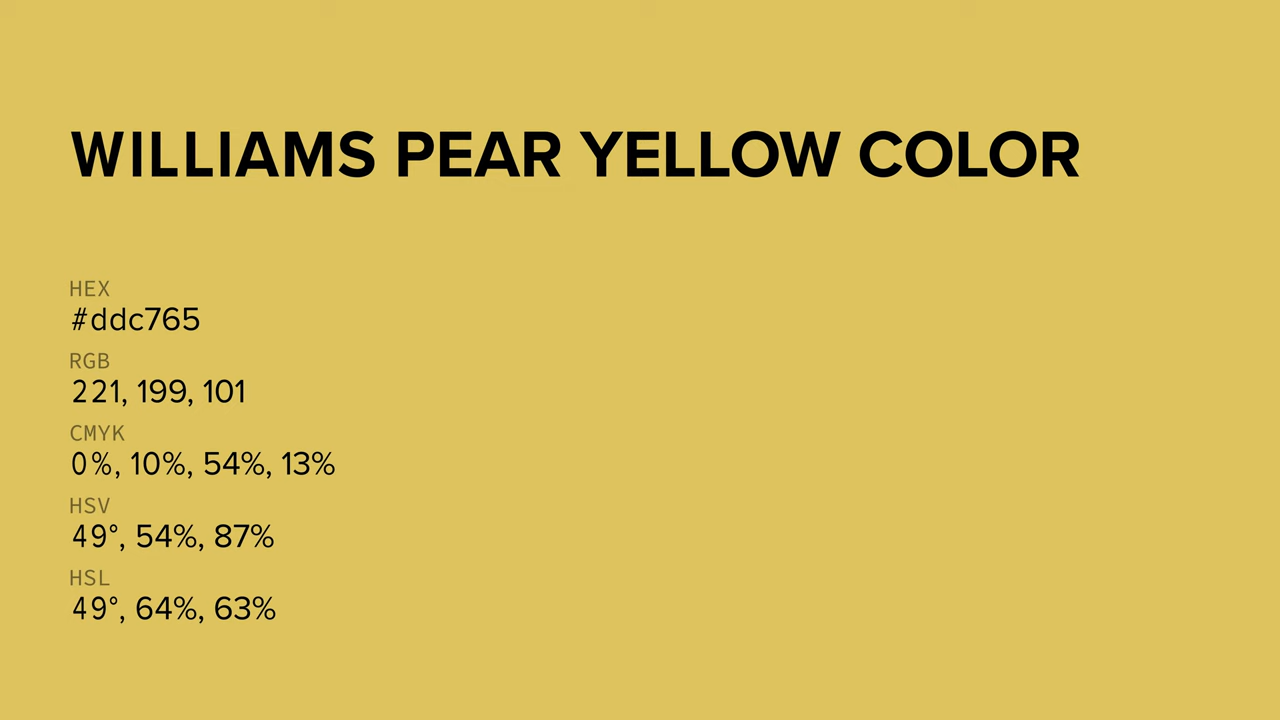 WILLIAMS PEAR YELLOW COLOR
HEX
#ddc765
RGB
221, 199, 101
CMYK
0%, 10%, 54%, 13%
HSV
49°, 54%, 87%
HSL
49°, 64%, 63%